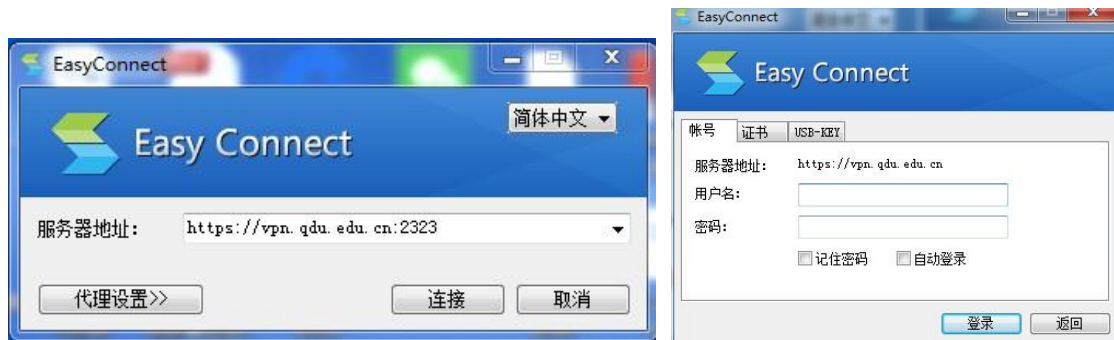 EasyConnect
Easy Connect
简体中文
服务器地址: https://vpn.qdu.edu.cn:2323
代理设置>> 连接 取消
EasyConnect
Easy Connect
帐号 证书 USB-KEY
服务器地址: https://vpn.qdu.edu.cn
用户名:
密码:
记住密码 自动登录
登录 返回